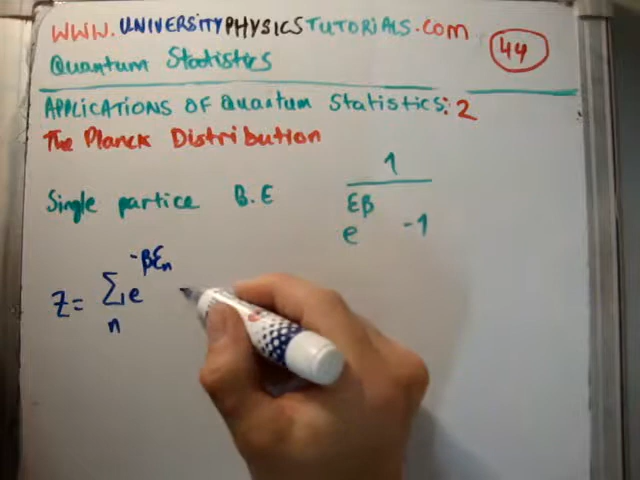 WWW.UNIVERSITYPHYSICSTUTORIALS.COM
44
Quantum Statistics
APPLICATIONS OF Quantum Statistics: 2
The Planck Distribution
Single partice B.E 1 / e^εβ -1
Z = Σ_n e^-βε_n